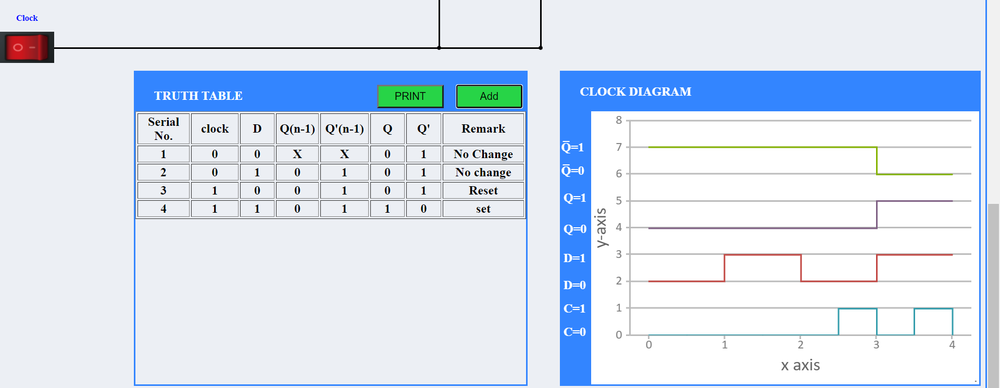 Clock
TRUTH TABLE
PRINT
Add
Serial No. clock D Q(n-1) Q'(n-1) Q Q' Remark
1 0 0 X X 0 1 No Change
2 0 1 0 1 0 1 No change
3 1 0 0 1 0 1 Reset
4 1 1 0 1 1 0 set
CLOCK DIAGRAM
Q̅=1
Q̅=0
Q=1
Q=0
D=1
D=0
C=1
C=0
y-axis
8
7
6
5
4
3
2
1
0
0 1 2 3 4
x axis